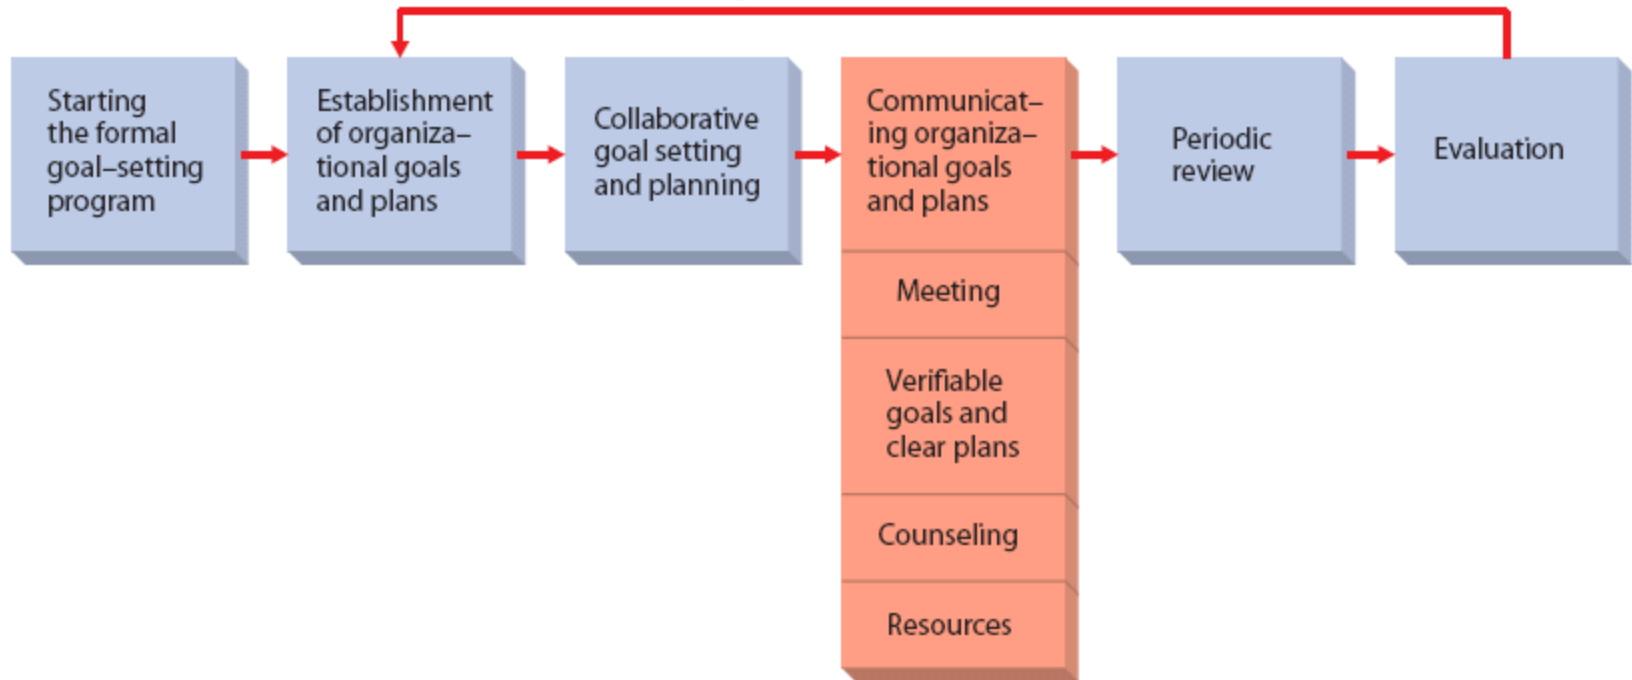 Starting
the formal
goal–setting
program
Establishment
of organiza–
tional goals
and plans
Collaborative
goal setting
and planning
Communicat–
ing organiza–
tional goals
and plans
Meeting
Verifiable
goals and
clear plans
Counseling
Resources
Periodic
review
Evaluation